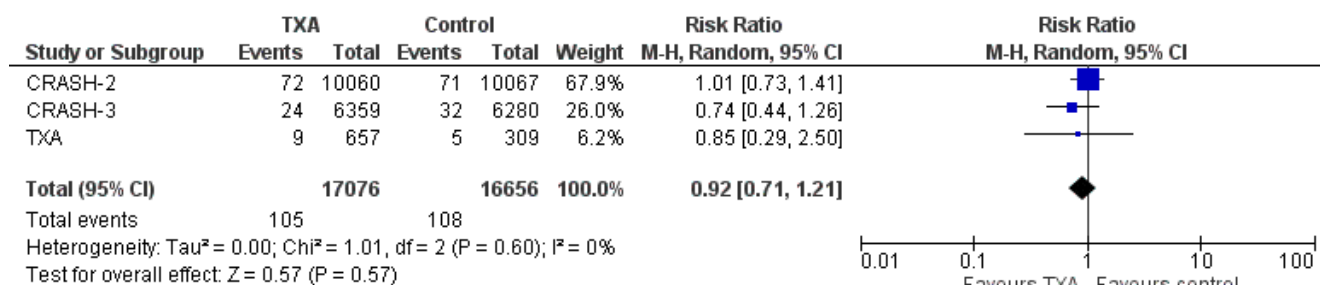 TXA Control Risk Ratio Risk Ratio
Study or Subgroup Events Total Events Total Weight M-H, Random, 95% CI M-H, Random, 95% CI
CRASH-2 72 10060 71 10067 67.9% 1.01 [0.73, 1.41]
CRASH-3 24 6359 32 6280 26.0% 0.74 [0.44, 1.26]
TXA 9 657 5 309 6.2% 0.85 [0.29, 2.50]
Total (95% CI) 17076 16656 100.0% 0.92 [0.71, 1.21]
Total events 105 108
Heterogeneity: Tau² = 0.00; Chi² = 1.01, df = 2 (P = 0.60); I² = 0%
Test for overall effect: Z = 0.57 (P = 0.57)
0.01 0.1 1 10 100
Favours TXA Favours control